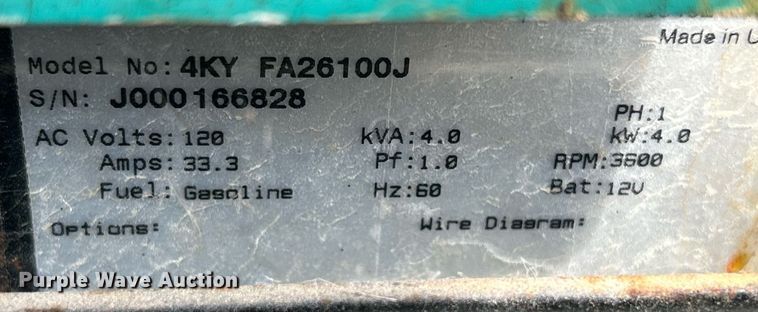 Made in U
Model No: 4KY FA26100J
S/N: J000166828
PH:1
AC Volts: 120 kVA: 4.0 kW: 4.0
Amps: 33.3 Pf: 1.0 RPM: 3600
Fuel: Gasoline Hz: 60 Bat: 12V
Options: Wire Diagram:
Purple Wave Auction